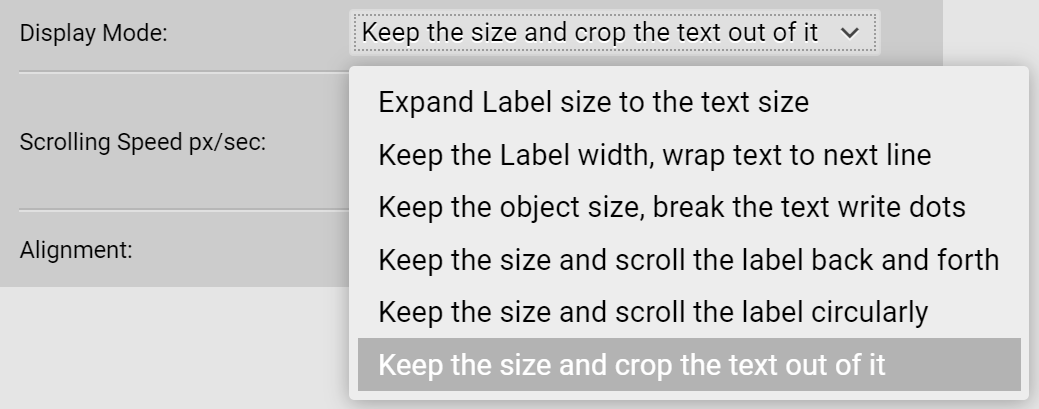 Display Mode:
Keep the size and crop the text out of it
Expand Label size to the text size
Scrolling Speed px/sec:
Keep the Label width, wrap text to next line
Keep the object size, break the text write dots
Alignment:
Keep the size and scroll the label back and forth
Keep the size and scroll the label circularly
Keep the size and crop the text out of it